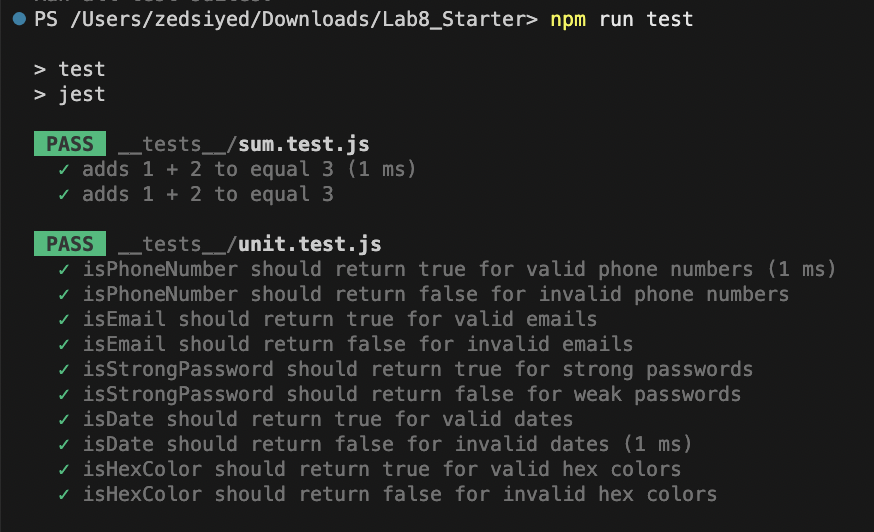 PS /Users/zedsiyed/Downloads/Lab8_Starter> npm run test
> test
> jest
PASS __tests__/sum.test.js
✓ adds 1 + 2 to equal 3 (1 ms)
✓ adds 1 + 2 to equal 3
PASS __tests__/unit.test.js
✓ isPhoneNumber should return true for valid phone numbers (1 ms)
✓ isPhoneNumber should return false for invalid phone numbers
✓ isEmail should return true for valid emails
✓ isEmail should return false for invalid emails
✓ isStrongPassword should return true for strong passwords
✓ isStrongPassword should return false for weak passwords
✓ isDate should return true for valid dates
✓ isDate should return false for invalid dates (1 ms)
✓ isHexColor should return true for valid hex colors
✓ isHexColor should return false for invalid hex colors